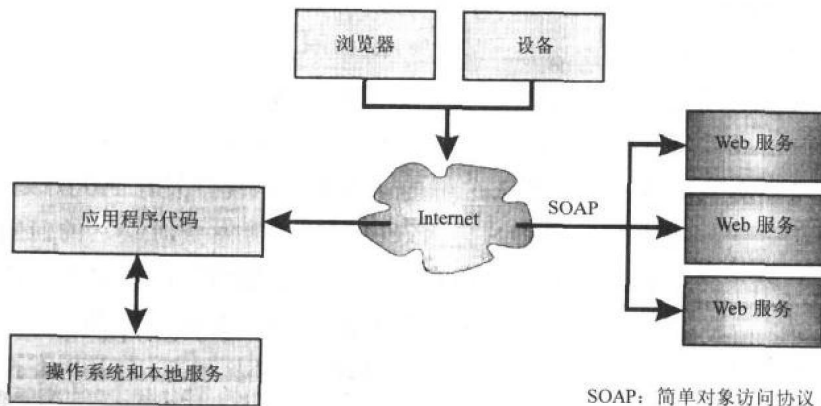 浏览器
设备
Web 服务
Internet
SOAP
应用程序代码
Web 服务
Web 服务
操作系统和本地服务
SOAP：简单对象访问协议